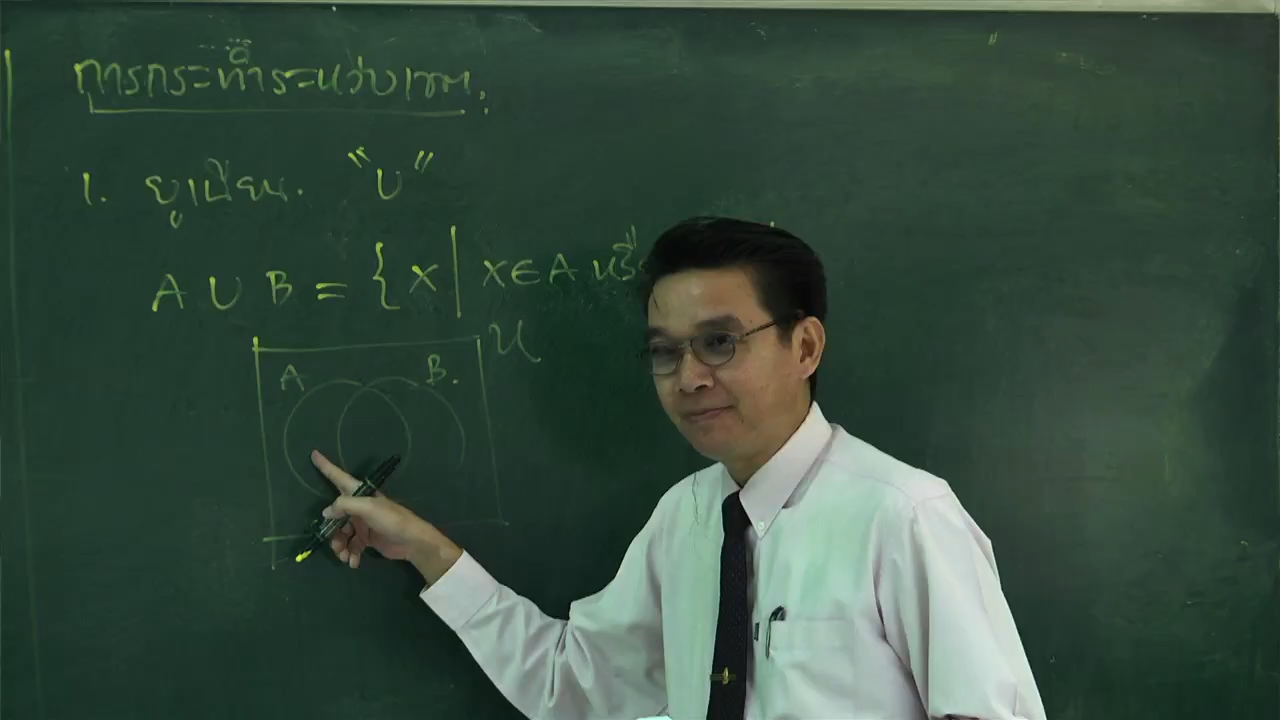 การกระทำระหว่างเซต
1. ยูเนียน. "U"
A U B = { x | x ∈ A หรือ
U
A B.